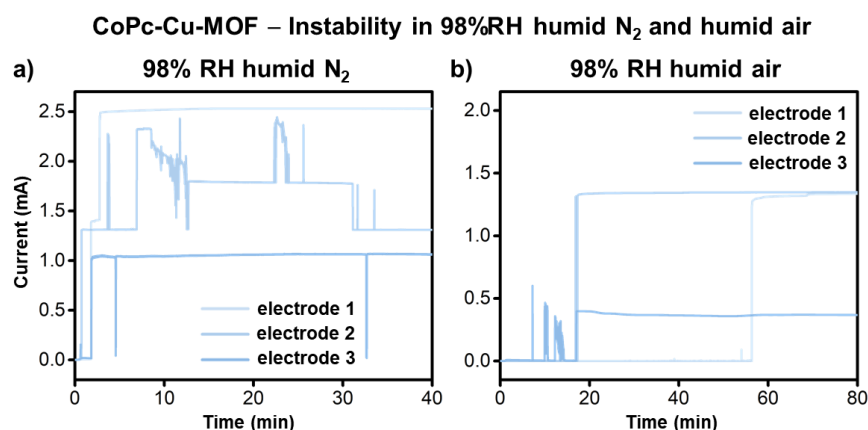 CoPc-Cu-MOF – Instability in 98%RH humid N₂ and humid air
a) 98% RH humid N₂
2.5
2.0
1.5
1.0
0.5
0.0
Current (mA)
electrode 1
electrode 2
electrode 3
0 10 20 30 40
Time (min)
b) 98% RH humid air
2.0
1.5
1.0
0.5
0.0
electrode 1
electrode 2
electrode 3
0 20 40 60 80
Time (min)